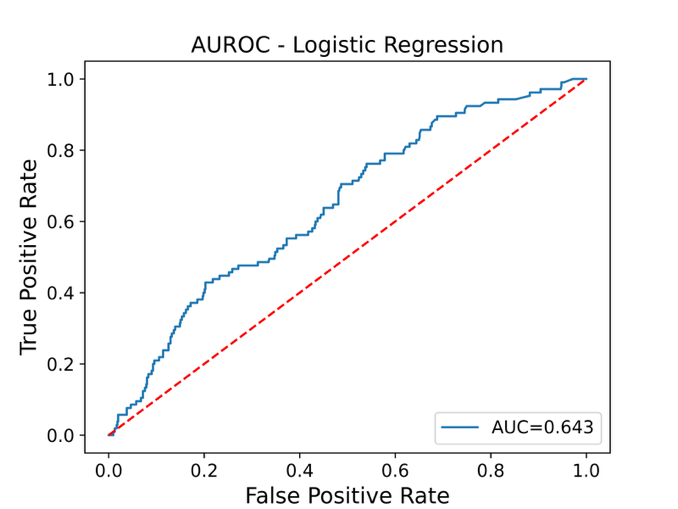 AUROC - Logistic Regression
True Positive Rate
1.0
0.8
0.6
0.4
0.2
0.0
AUC=0.643
0.0 0.2 0.4 0.6 0.8 1.0
False Positive Rate